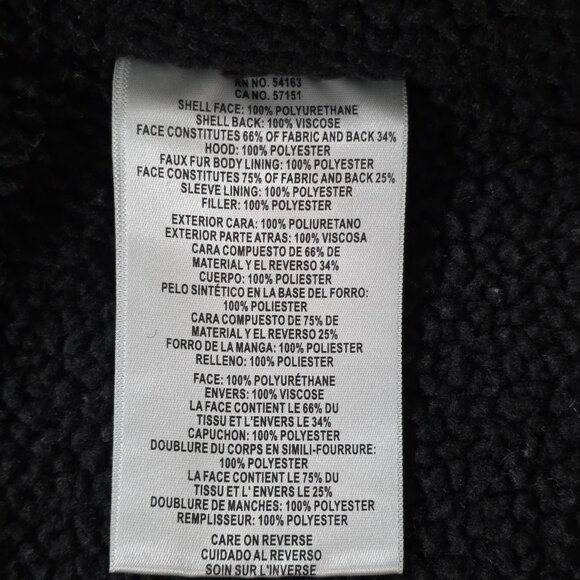 RN NO. 54163
CA NO. 57151
SHELL FACE: 100% POLYURETHANE
SHELL BACK: 100% VISCOSE
FACE CONSTITUTES 66% OF FABRIC AND BACK 34%
HOOD: 100% POLYESTER
FAUX FUR BODY LINING: 100% POLYESTER
FACE CONSTITUTES 75% OF FABRIC AND BACK 25%
SLEEVE LINING: 100% POLYESTER
FILLER: 100% POLYESTER
EXTERIOR CARA: 100% POLIURETANO
EXTERIOR PARTE ATRAS: 100% VISCOSA
CARA COMPUESTO DE 66% DE
MATERIAL Y EL REVERSO 34%
CUERPO: 100% POLIESTER
PELO SINTÉTICO EN LA BASE DEL FORRO:
100% POLIESTER
CARA COMPUESTO DE 75% DE
MATERIAL Y EL REVERSO 25%
FORRO DE LA MANGA: 100% POLIESTER
RELLENO: 100% POLIESTER
FACE: 100% POLYURÉTHANE
ENVERS: 100% VISCOSE
LA FACE CONTIENT LE 66% DU
TISSU ET L'ENVERS LE 34%
CAPUCHON: 100% POLYESTER
DOUBLURE DU CORPS EN SIMILI-FOURRURE:
100% POLYESTER
LA FACE CONTIENT LE 75% DU
TISSU ET L' ENVERS LE 25%
DOUBLURE DE MANCHES: 100% POLYESTER
REMPLISSEUR: 100% POLYESTER
CARE ON REVERSE
CUIDADO AL REVERSO
SOIN SUR L'INVERSE